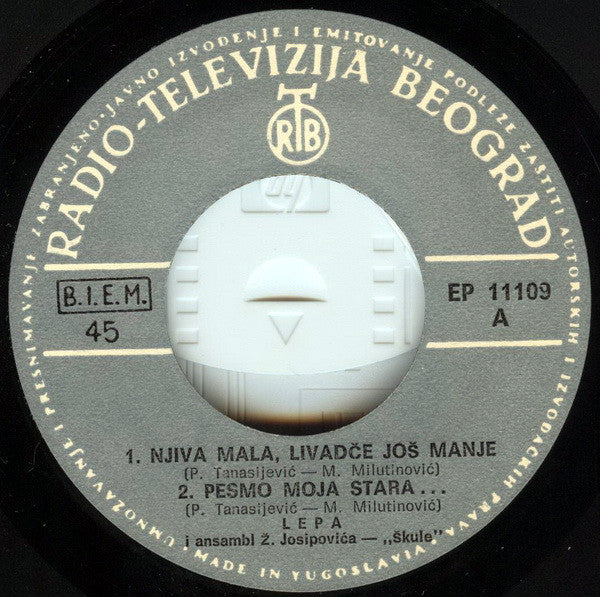 UMNOŽAVANJE I PRESNIMAVANJE ZABRANJENO·JAVNO IZVOĐENJE I EMITOVANJE PODLEŽE ZAŠTITI AUTORSKIH I IZVOĐAČKIH PRAVA·
RADIO-TELEVIZIJA BEOGRAD
RTB
B.I.E.M.
45
EP 11109
A
1. NJIVA MALA, LIVADČE JOŠ MANJE
(P. Tanasijević — M. Milutinović)
2. PESMO MOJA STARA...
(P. Tanasijević — M. Milutinović)
LEPA
i ansambl Ž. Josipovića — „Škule”
MADE IN YUGOSLAVIA